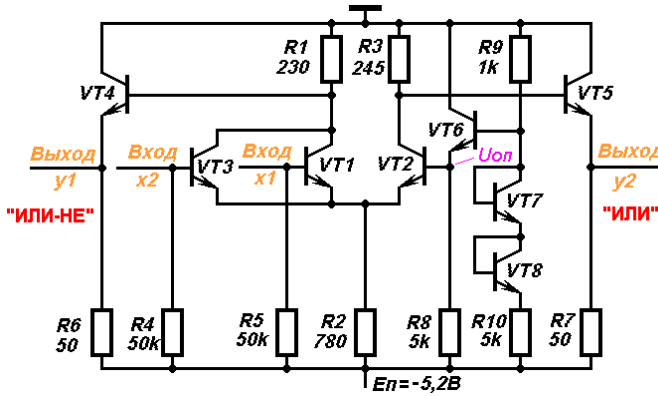 R1
230
R3
245
R9
1k
VT4
VT5
VT6
Выход
y1
Вход
x2
VT3
Вход
x1
VT1
VT2
Uоп
Выход
y2
"ИЛИ-НЕ"
VT7
"ИЛИ"
VT8
R6
50
R4
50k
R5
50k
R2
780
R8
5k
R10
5k
R7
50
Eп=-5,2В